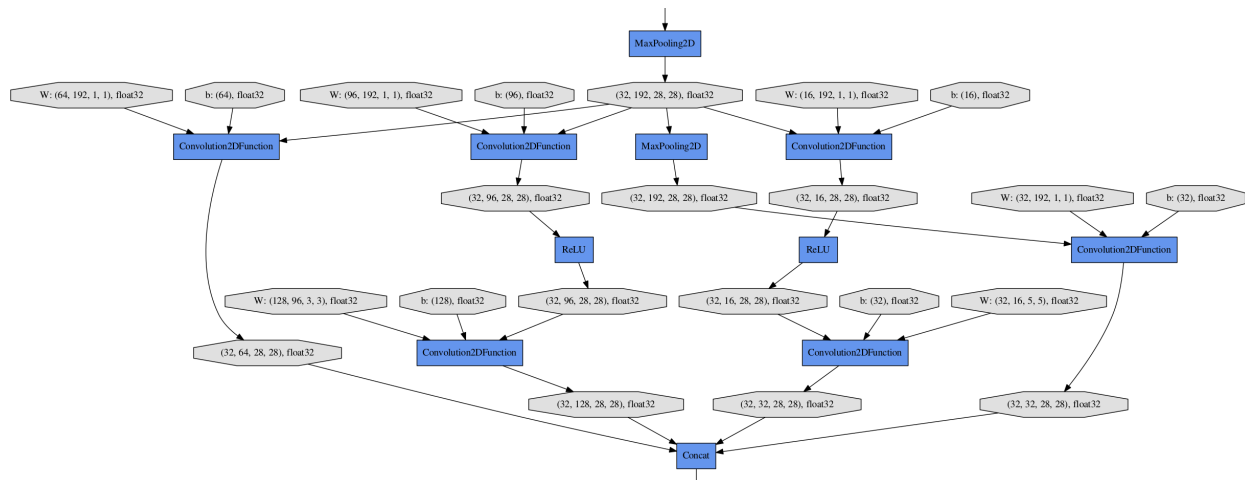 MaxPooling2D
W: (64, 192, 1, 1), float32
b: (64), float32
W: (96, 192, 1, 1), float32
b: (96), float32
(32, 192, 28, 28), float32
W: (16, 192, 1, 1), float32
b: (16), float32
Convolution2DFunction
Convolution2DFunction
MaxPooling2D
Convolution2DFunction
(32, 96, 28, 28), float32
(32, 192, 28, 28), float32
(32, 16, 28, 28), float32
W: (32, 192, 1, 1), float32
b: (32), float32
ReLU
ReLU
Convolution2DFunction
W: (128, 96, 3, 3), float32
b: (128), float32
(32, 96, 28, 28), float32
(32, 16, 28, 28), float32
b: (32), float32
W: (32, 16, 5, 5), float32
(32, 64, 28, 28), float32
Convolution2DFunction
Convolution2DFunction
(32, 128, 28, 28), float32
(32, 32, 28, 28), float32
(32, 32, 28, 28), float32
Concat